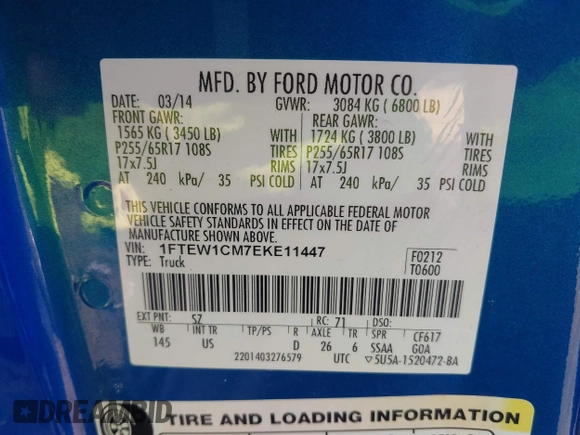 MFD. BY FORD MOTOR CO.
DATE: 03/14 GVWR: 3084 KG ( 6800 LB)
FRONT GAWR: REAR GAWR:
1565 KG ( 3450 LB) WITH 1724 KG ( 3800 LB) WITH
P255/65R17 108S TIRES P255/65R17 108S TIRES
17x7.5J RIMS 17x7.5J RIMS
AT 240 kPa/ 35 PSI COLD AT 240 kPa/ 35 PSI COLD
THIS VEHICLE CONFORMS TO ALL APPLICABLE FEDERAL MOTOR
VEHICLE SAFETY STANDARDS IN EFFECT ON THE DATE OF
MANUFACTURE SHOWN ABOVE.
VIN: 1FTEW1CM7EKE11447 F0212
TYPE: Truck T0600
EXT PNT: SZ RC: 71 DSO:
WB INT TR TP/PS R AXLE TR SPR CF617
145 US D 26 6 SSAA GOA
2201403276579 UTC ▽5U5A-1520472-BA
TIRE AND LOADING INFORMATION
DREAMBID